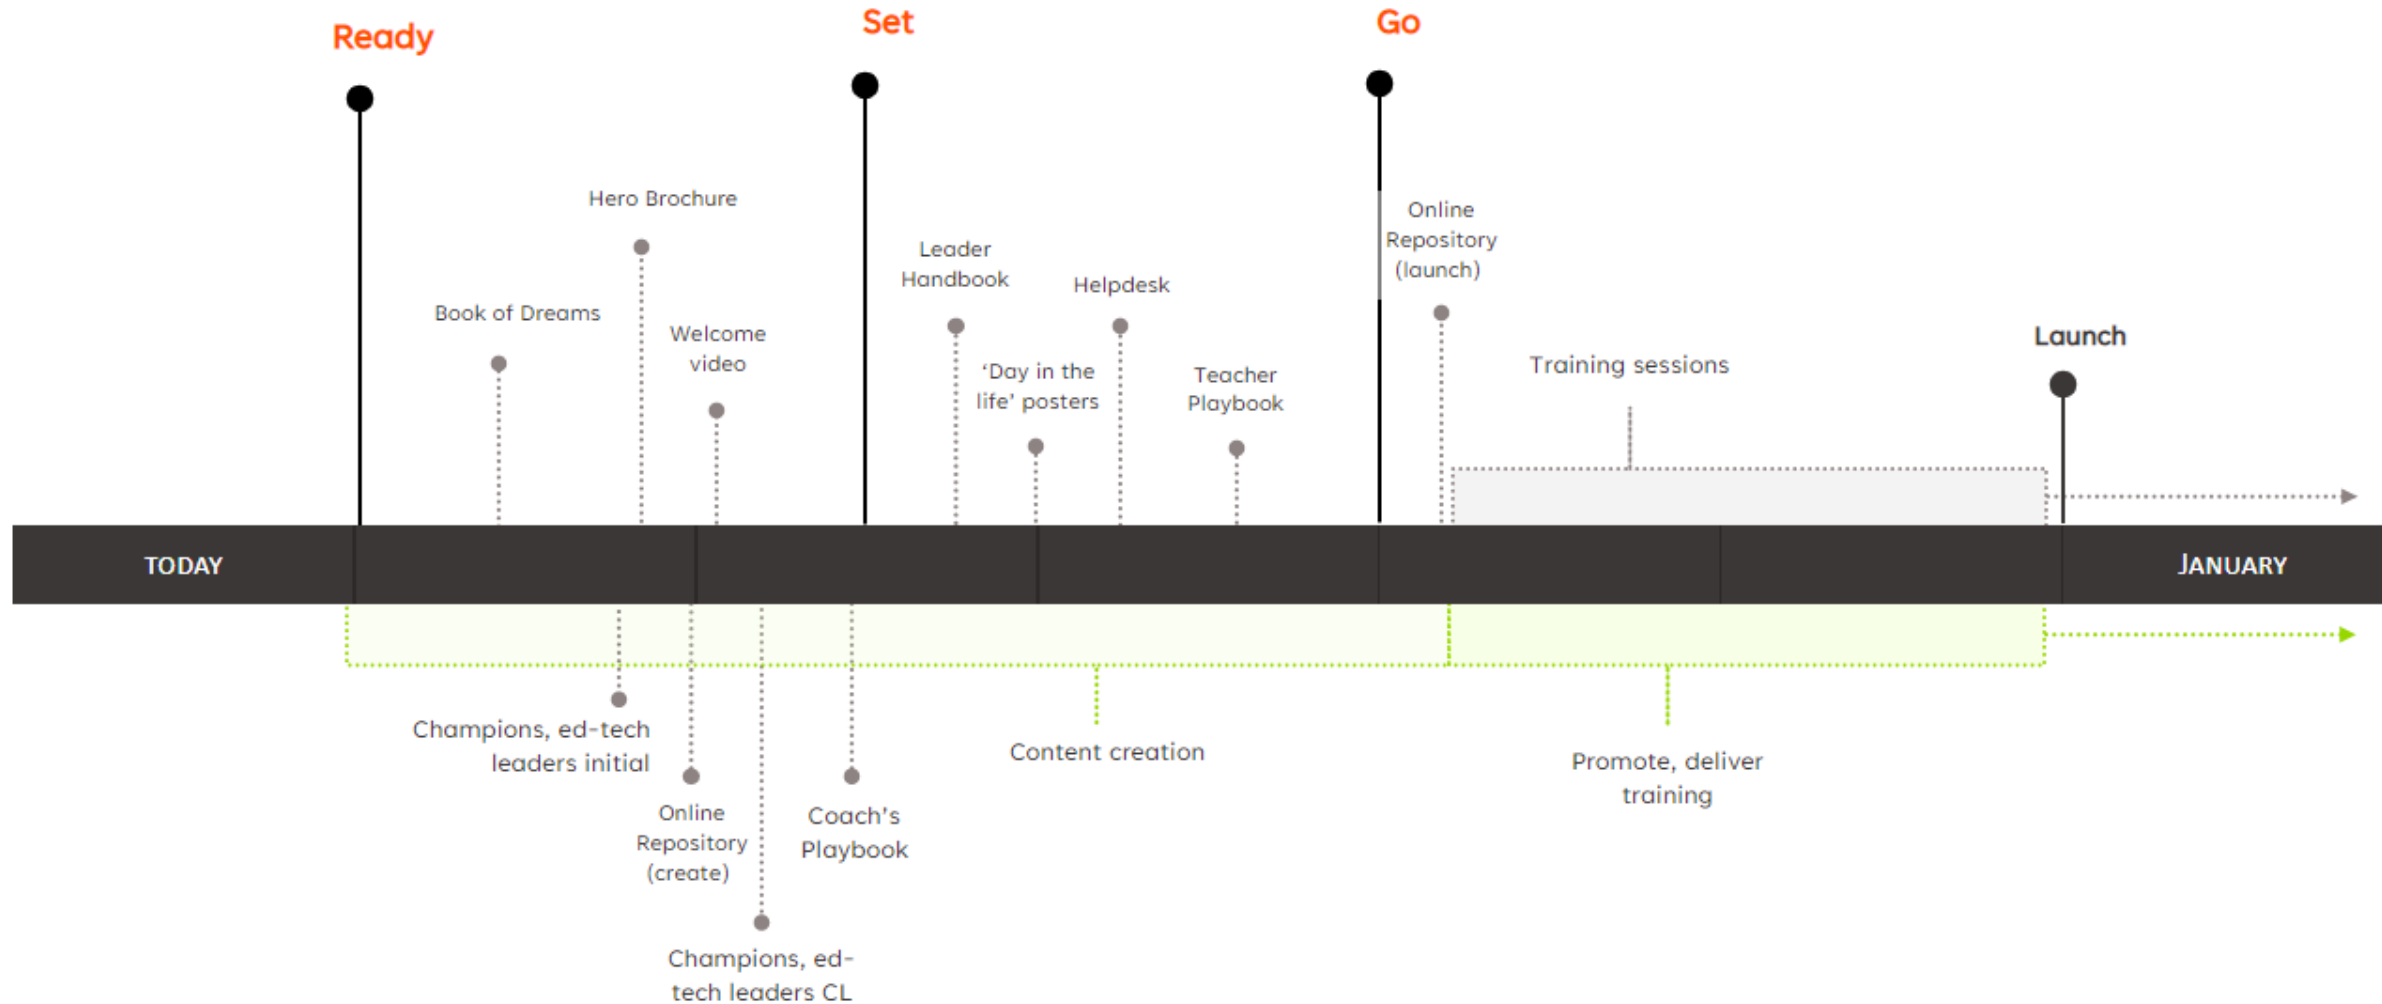 Ready
Set
Go
Hero Brochure
Online
Repository
(launch)
Leader
Handbook
Helpdesk
Book of Dreams
Welcome
video
Launch
‘Day in the
life’ posters
Teacher
Playbook
Training sessions
TODAY
JANUARY
Champions, ed-tech
leaders initial
Content creation
Promote, deliver
training
Online
Repository
(create)
Coach's
Playbook
Champions, ed-
tech leaders CL